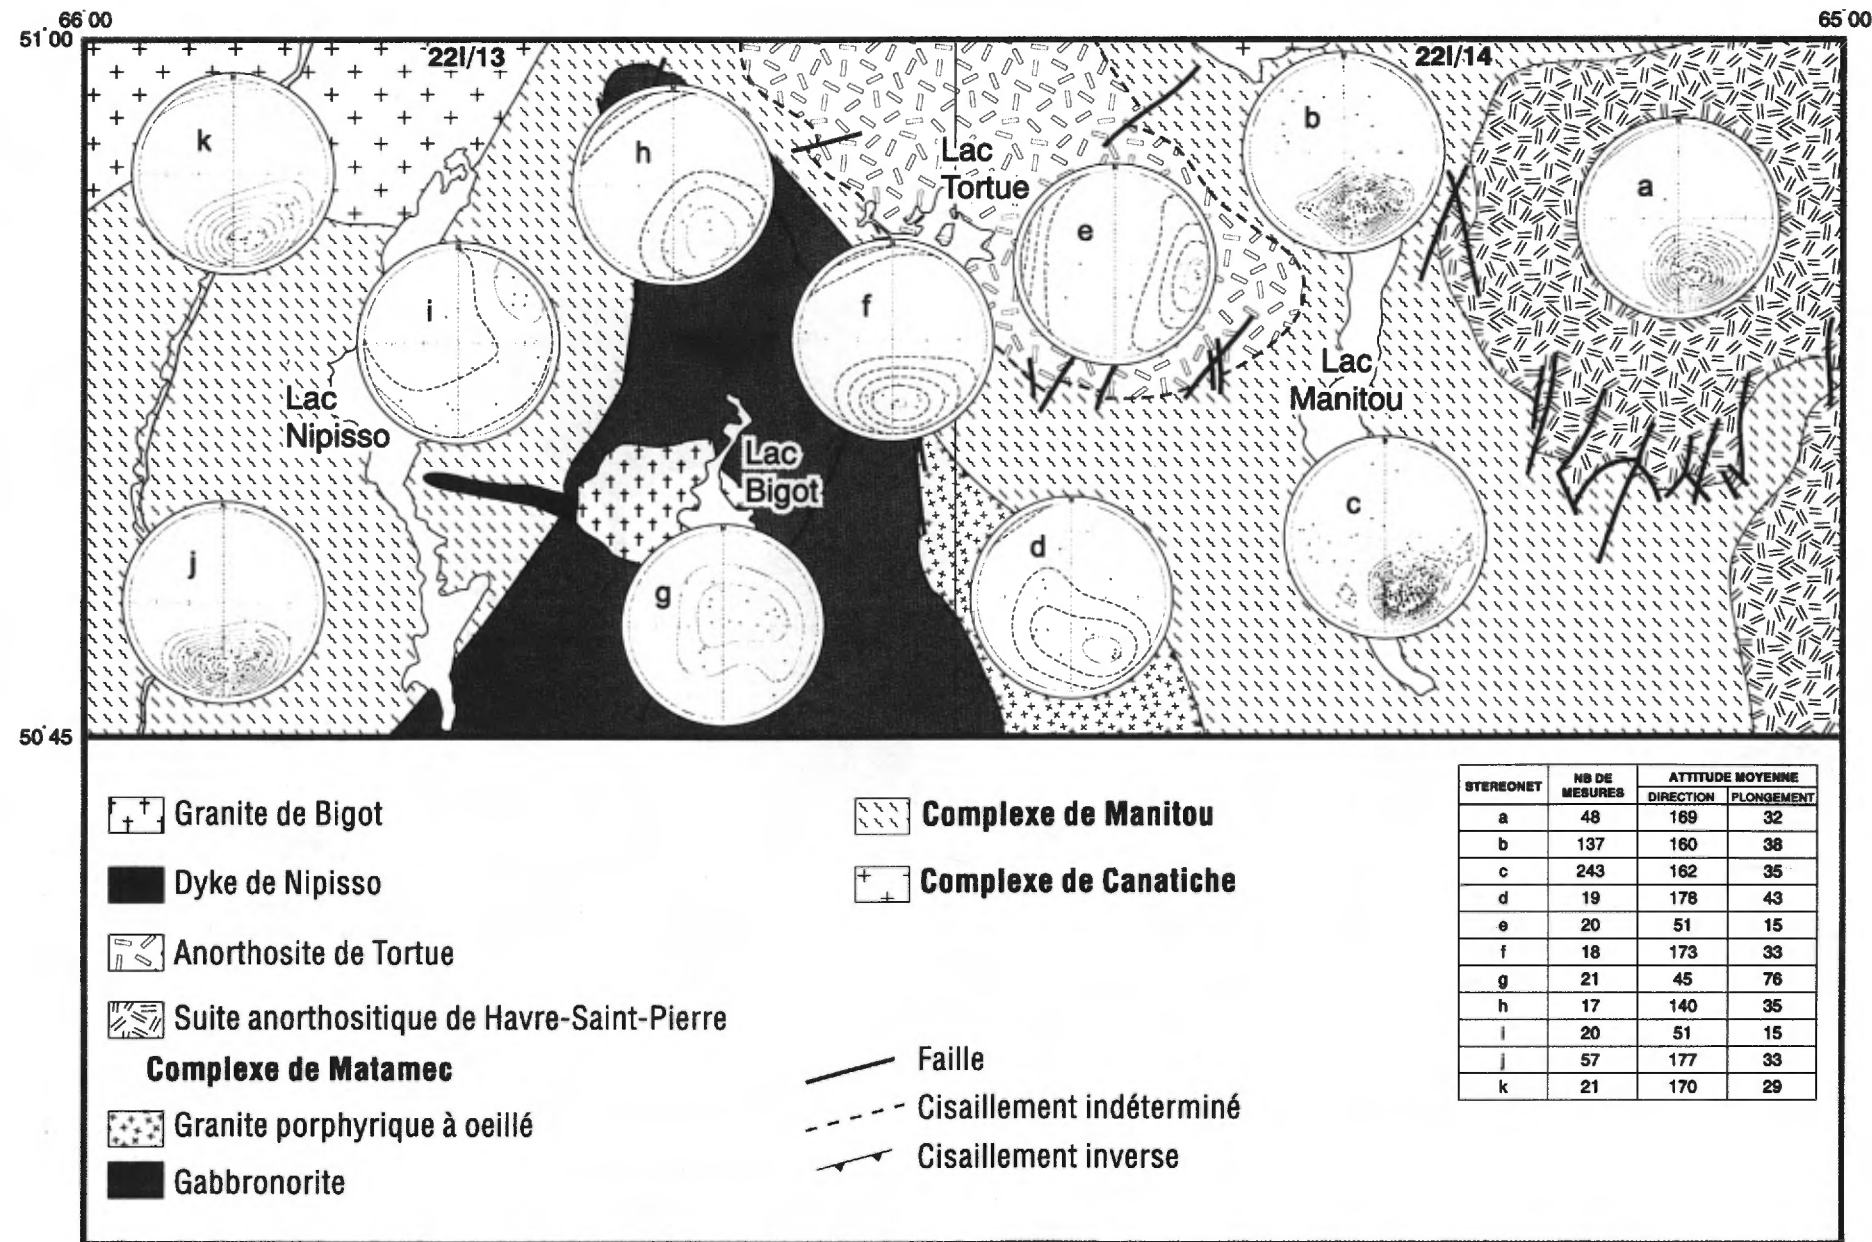 66°00
65°00
51°00
22I/13
22I/14
k
h
b
a
Lac
Tortue
e
i
f
Lac
Nipisso
Lac
Manitou
Lac
Bigot
j
g
d
c
50°45
Granite de Bigot
Dyke de Nipisso
Anorthosite de Tortue
Suite anorthositique de Havre-Saint-Pierre
Complexe de Matamec
Granite porphyrique à oeillé
Gabbronorite
Complexe de Manitou
Complexe de Canatiche
Faille
Cisaillement indéterminé
Cisaillement inverse
STEREONET NB DE MESURES ATTITUDE MOYENNE
DIRECTION PLONGEMENT
a 48 169 32
b 137 160 38
c 243 162 35
d 19 178 43
e 20 51 15
f 18 173 33
g 21 45 76
h 17 140 35
i 20 51 15
j 57 177 33
k 21 170 29